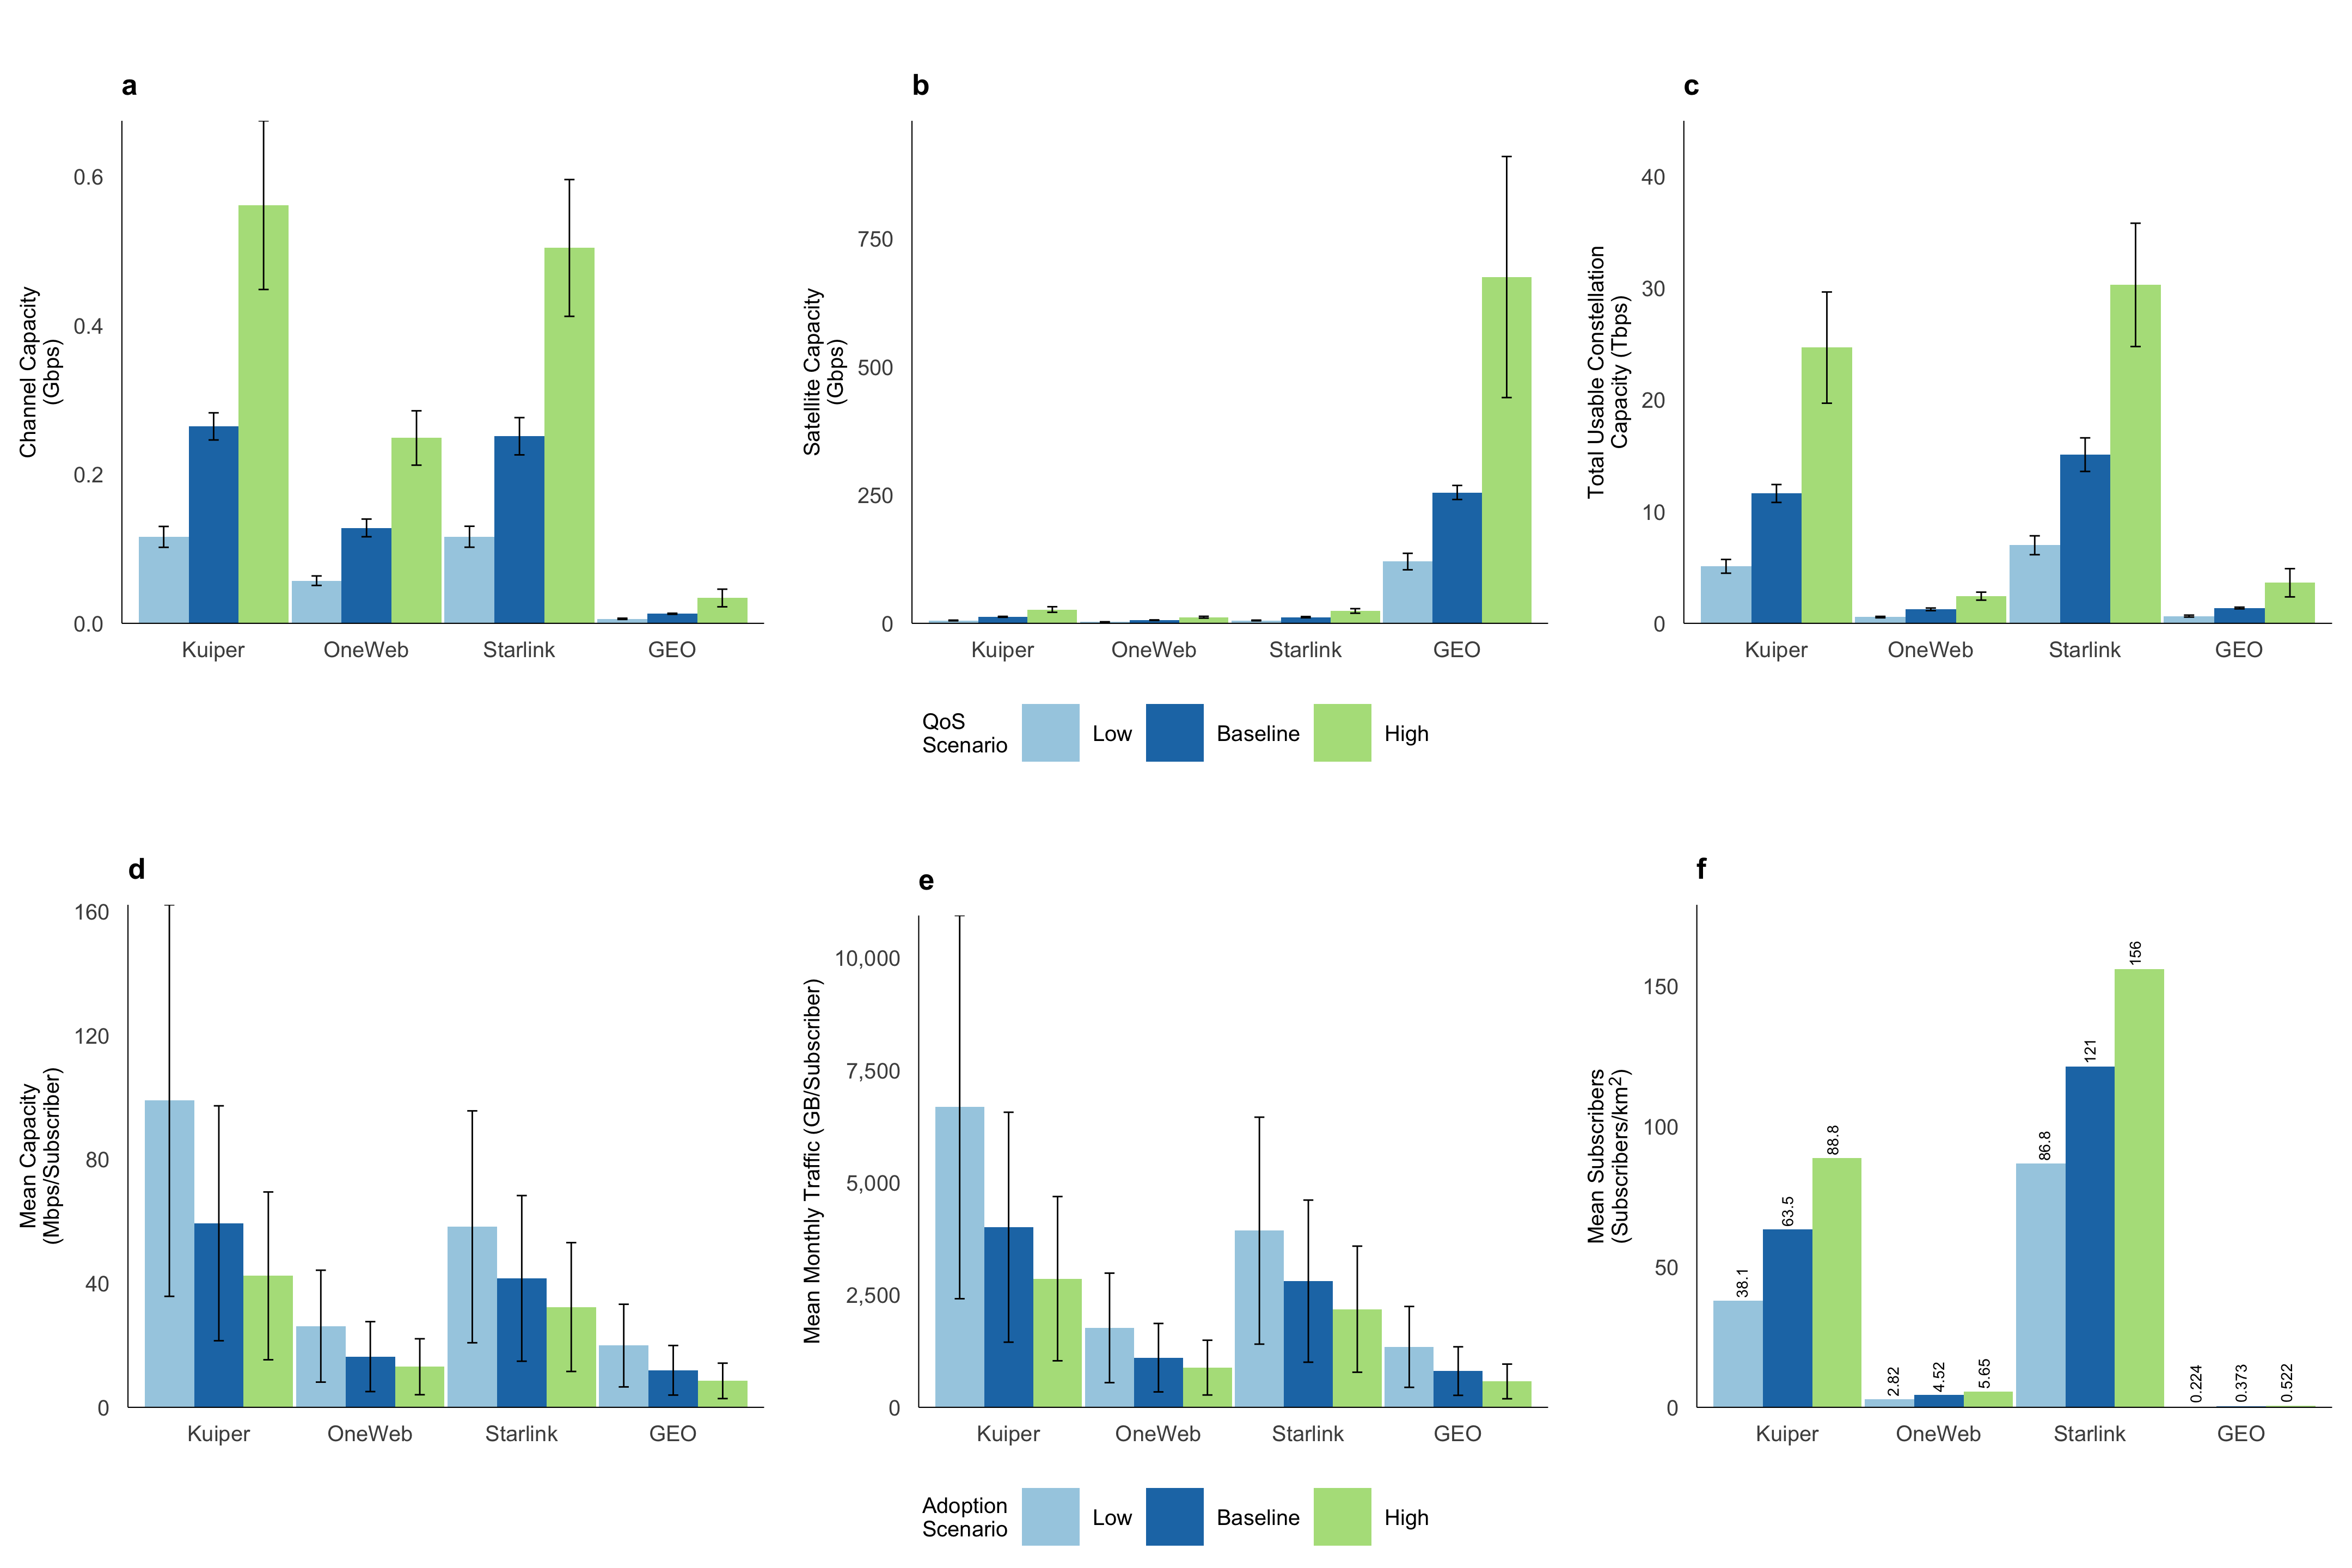 a
Channel Capacity
(Gbps)
0.6
0.4
0.2
0.0
Kuiper
OneWeb
Starlink
GEO
b
Satellite Capacity
(Gbps)
750
500
250
0
Kuiper
OneWeb
Starlink
GEO
c
Total Usable Constellation
Capacity (Tbps)
40
30
20
10
0
Kuiper
OneWeb
Starlink
GEO
QoS
Scenario
Low
Baseline
High
d
Mean Capacity
(Mbps/Subscriber)
160
120
80
40
0
Kuiper
OneWeb
Starlink
GEO
e
Mean Monthly Traffic (GB/Subscriber)
10,000
7,500
5,000
2,500
0
Kuiper
OneWeb
Starlink
GEO
f
Mean Subscribers
(Subscribers/km²)
150
100
50
0
38.1
63.5
88.8
2.82
4.52
5.65
86.8
121
156
0.224
0.373
0.522
Kuiper
OneWeb
Starlink
GEO
Adoption
Scenario
Low
Baseline
High